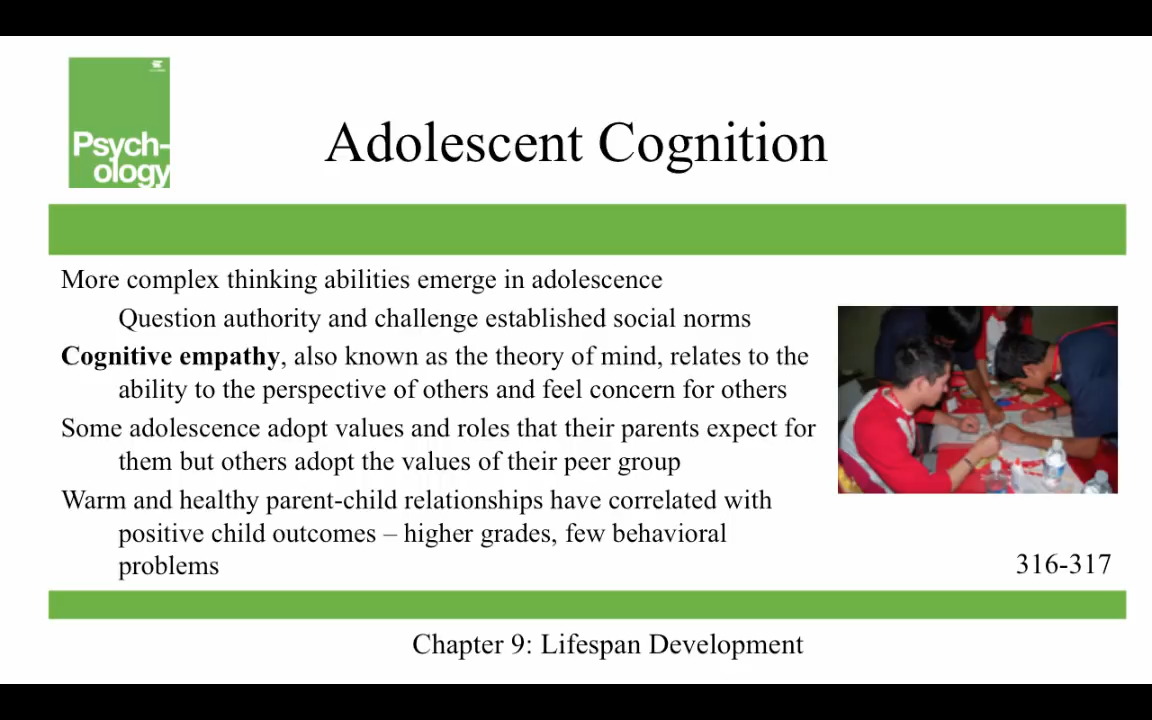 Psych-
ology
Adolescent Cognition
More complex thinking abilities emerge in adolescence
Question authority and challenge established social norms
Cognitive empathy, also known as the theory of mind, relates to the
ability to the perspective of others and feel concern for others
Some adolescence adopt values and roles that their parents expect for
them but others adopt the values of their peer group
Warm and healthy parent-child relationships have correlated with
positive child outcomes – higher grades, few behavioral
problems
316-317
Chapter 9: Lifespan Development